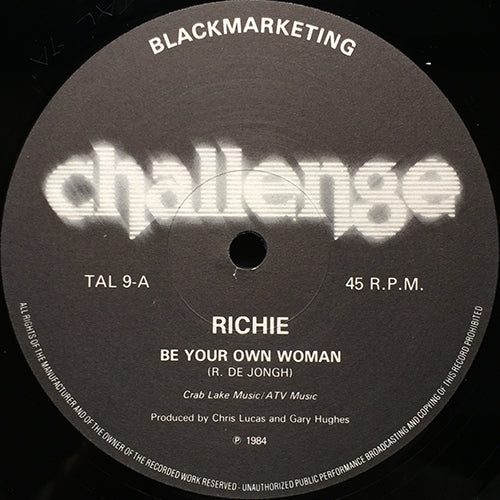 BLACKMARKETING
challenge
TAL 9-A
45 R.P.M.
RICHIE
BE YOUR OWN WOMAN
(R. DE JONGH)
Crab Lake Music/ATV Music
Produced by Chris Lucas and Gary Hughes
℗ 1984
ALL RIGHTS OF THE MANUFACTURER AND OF THE OWNER OF THE RECORDED WORK RESERVED - UNAUTHORIZED PUBLIC PERFORMANCE BROADCASTING AND COPYING OF THIS RECORD PROHIBITED